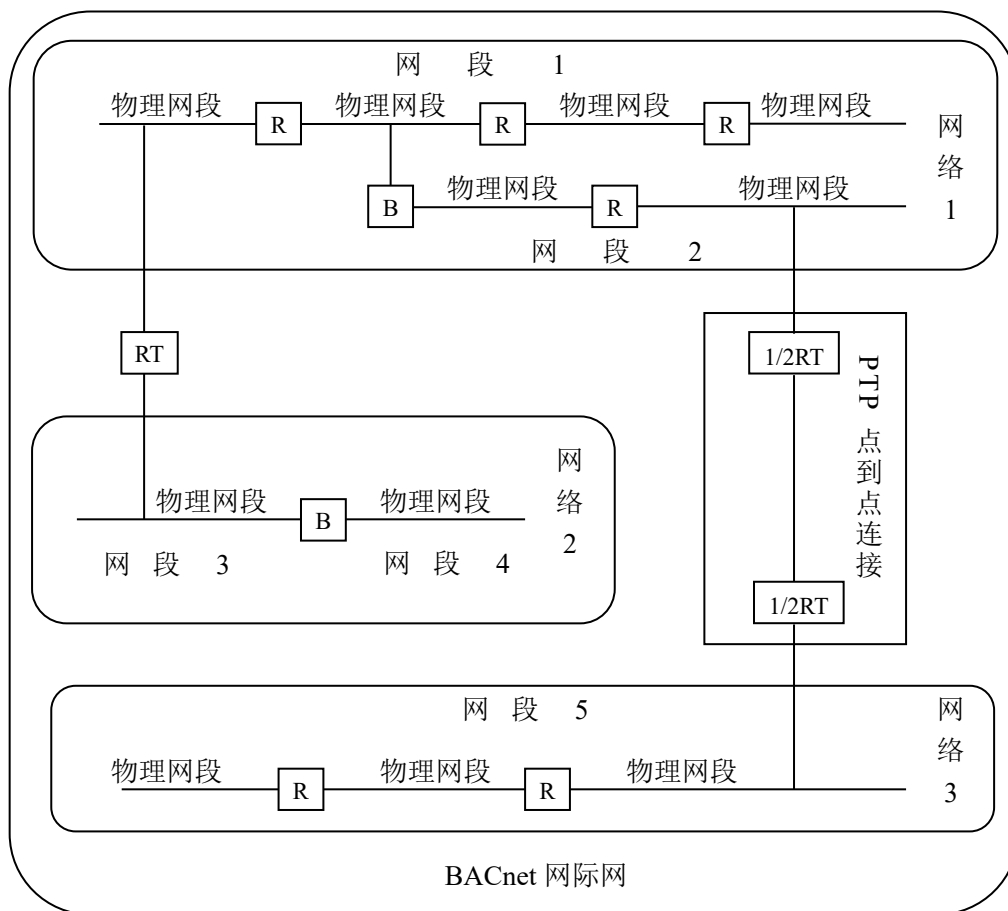 网 段 1
物理网段 物理网段 物理网段 物理网段
R R R
网络1
物理网段 物理网段
B R
网 段 2
RT
1/2RT
PTP 点到点连接
1/2RT
网络2
物理网段 物理网段
B
网 段 3 网 段 4
网 段 5
网络3
物理网段 物理网段 物理网段
R R
BACnet 网际网